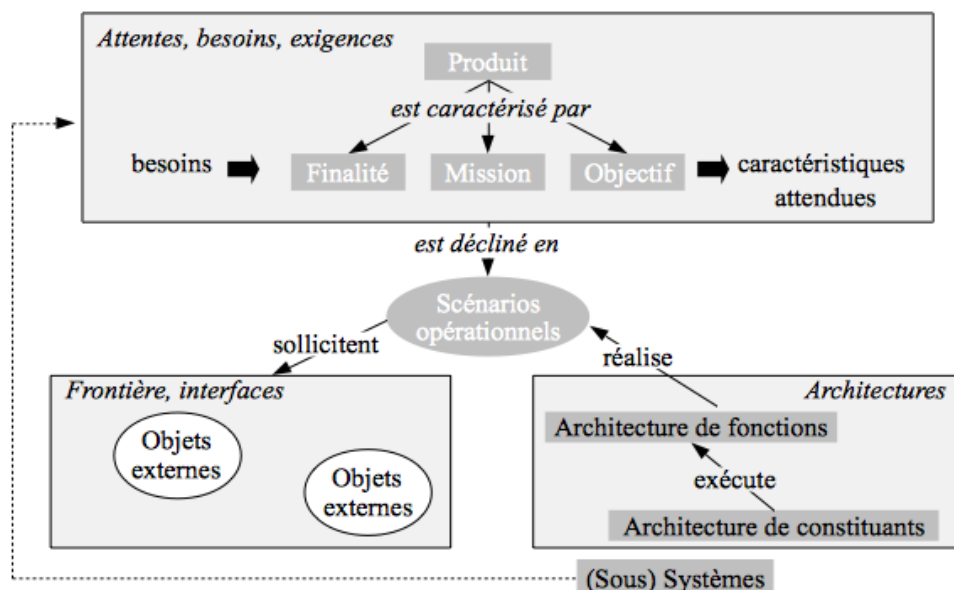 Attentes, besoins, exigences
Produit
est caractérisé par
besoins
Finalité
Mission
Objectif
caractéristiques
attendues
est décliné en
Scénarios
opérationnels
sollicitent
réalise
Frontière, interfaces
Architectures
Objets
externes
Objets
externes
Architecture de fonctions
exécute
Architecture de constituants
(Sous) Systèmes